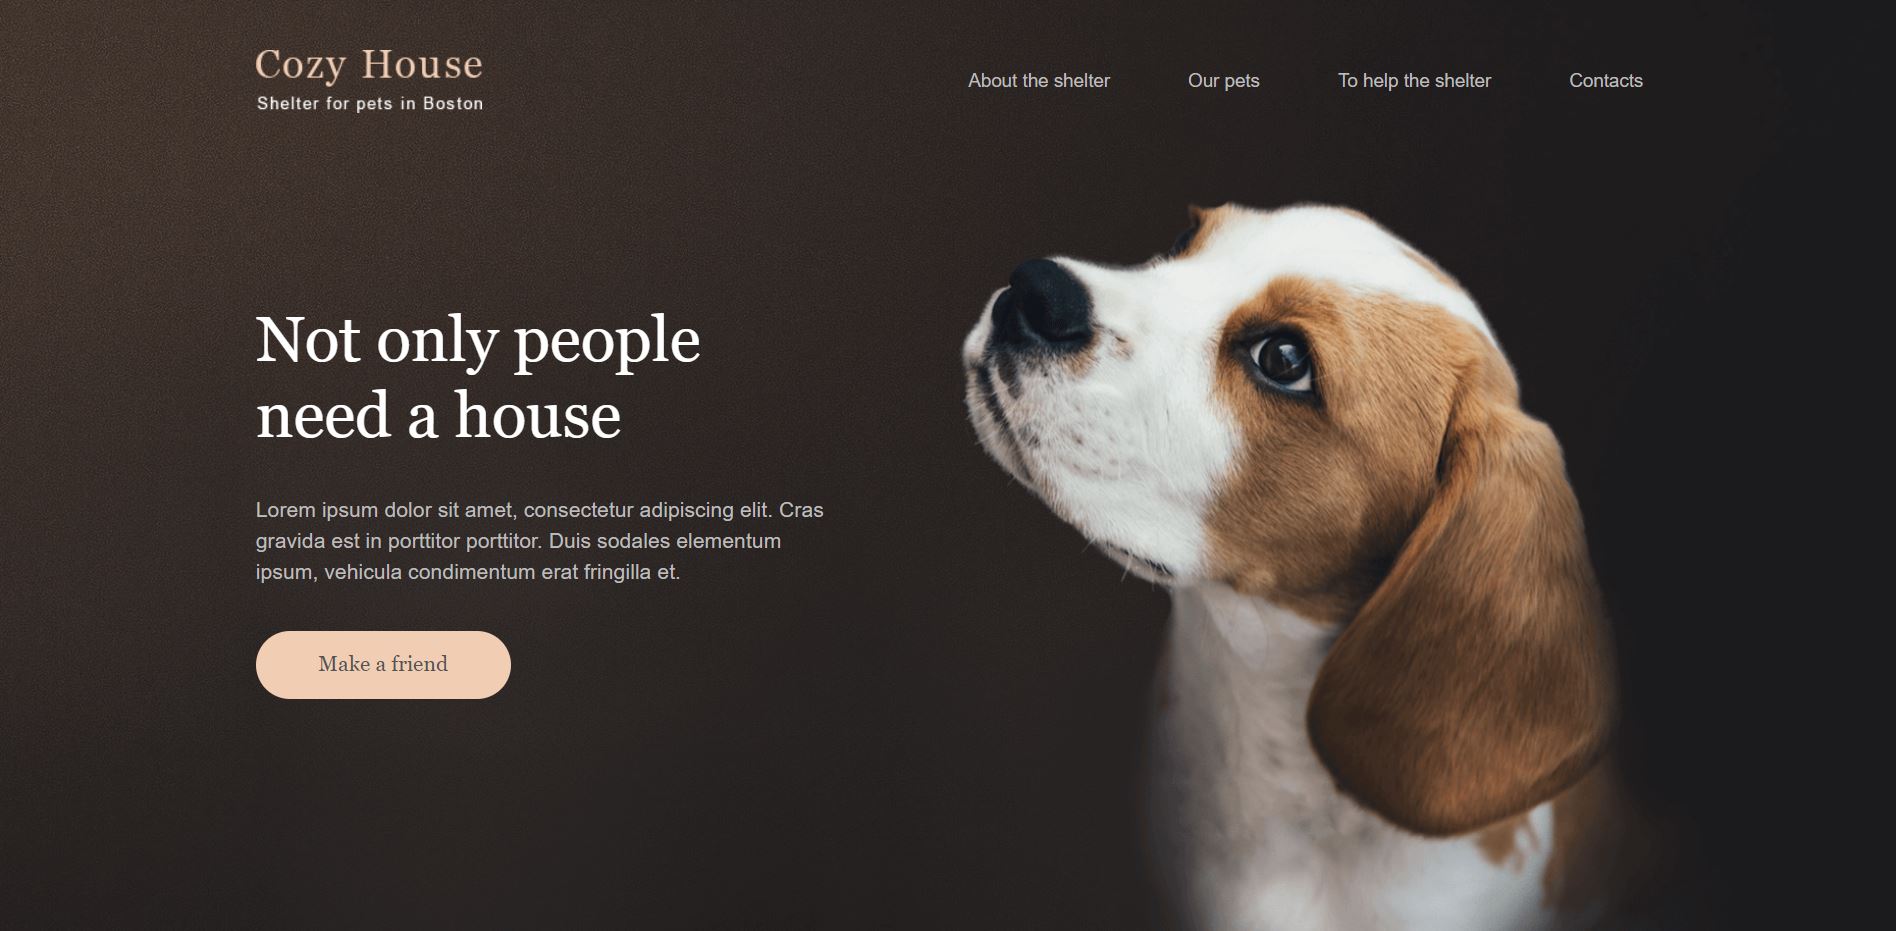 Cozy House
Shelter for pets in Boston
About the shelter
Our pets
To help the shelter
Contacts
Not only people
need a house
Lorem ipsum dolor sit amet, consectetur adipiscing elit. Cras
gravida est in porttitor porttitor. Duis sodales elementum
ipsum, vehicula condimentum erat fringilla et.
Make a friend